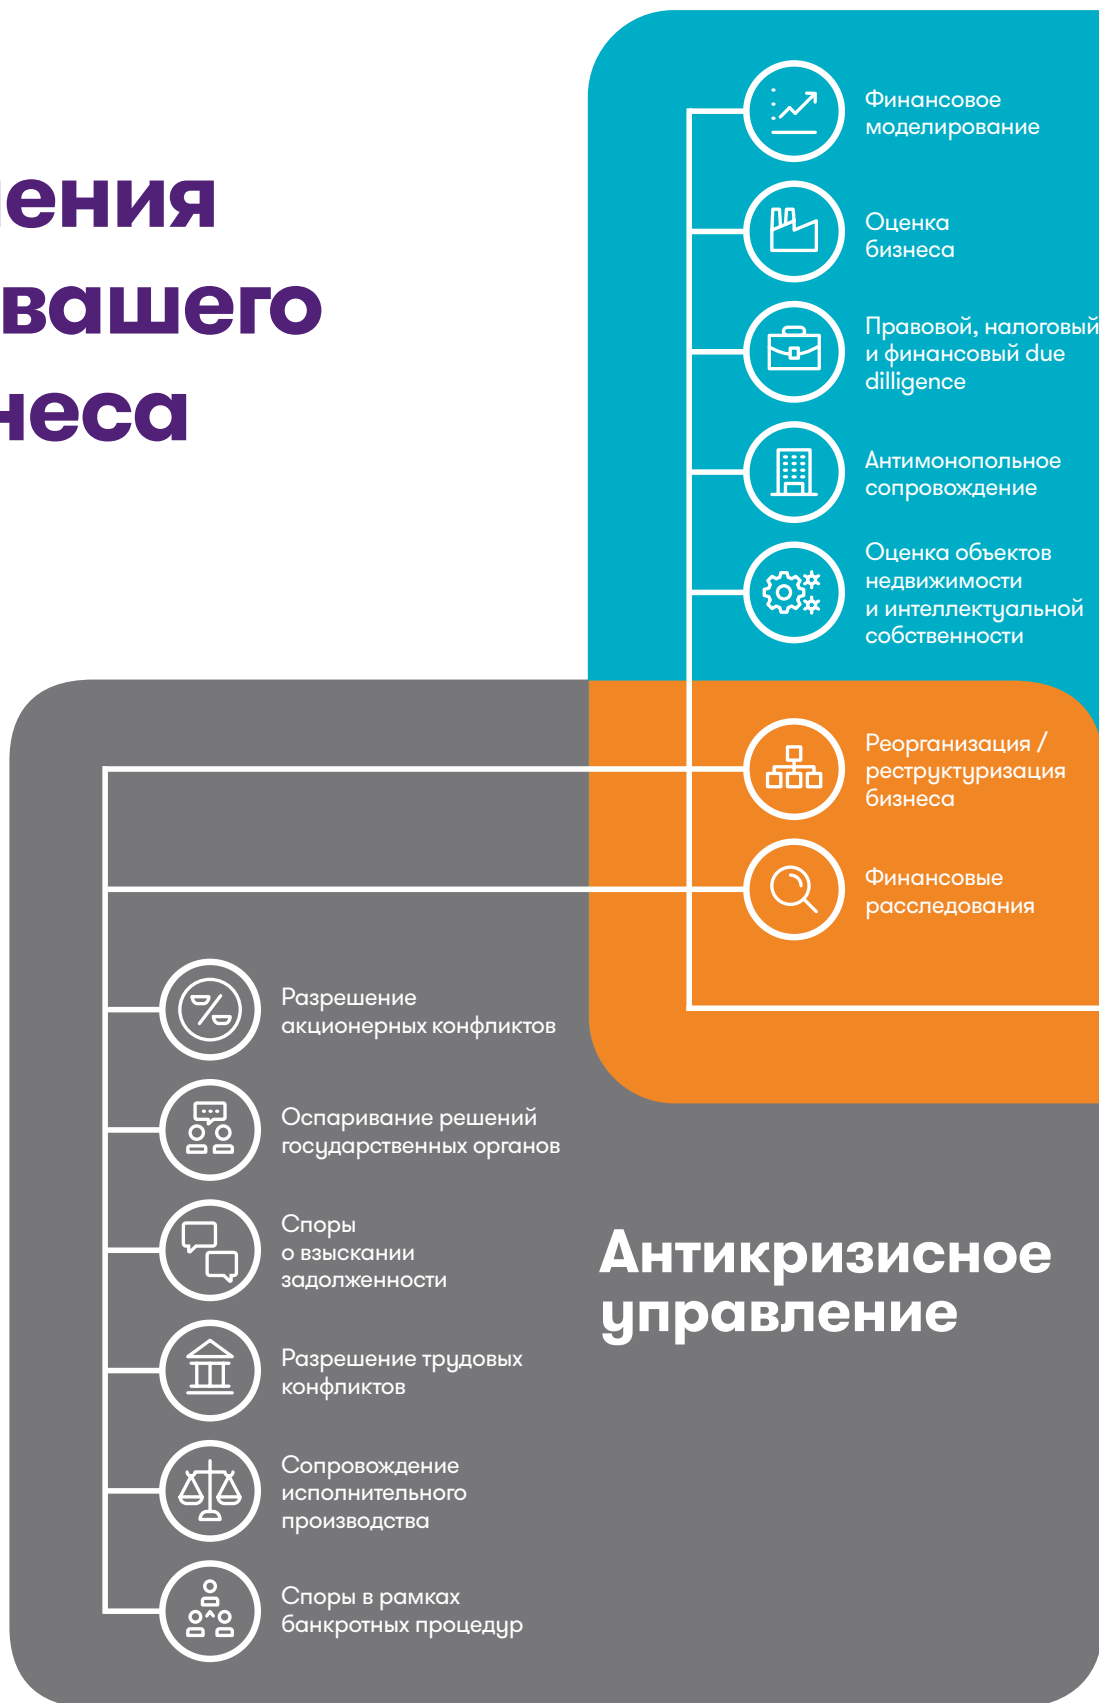 ения
вашего
неса
Финансовое
моделирование
Оценка
бизнеса
Правовой, налоговый
и финансовый due
dilligence
Антимонопольное
сопровождение
Оценка объектов
недвижимости
и интеллектуальной
собственности
Реорганизация /
реструктуризация
бизнеса
Финансовые
расследования
Разрешение
акционерных конфликтов
Оспаривание решений
государственных органов
Споры
о взыскании
задолженности
Разрешение трудовых
конфликтов
Сопровождение
исполнительного
производства
Споры в рамках
банкротных процедур
Антикризисное
управление